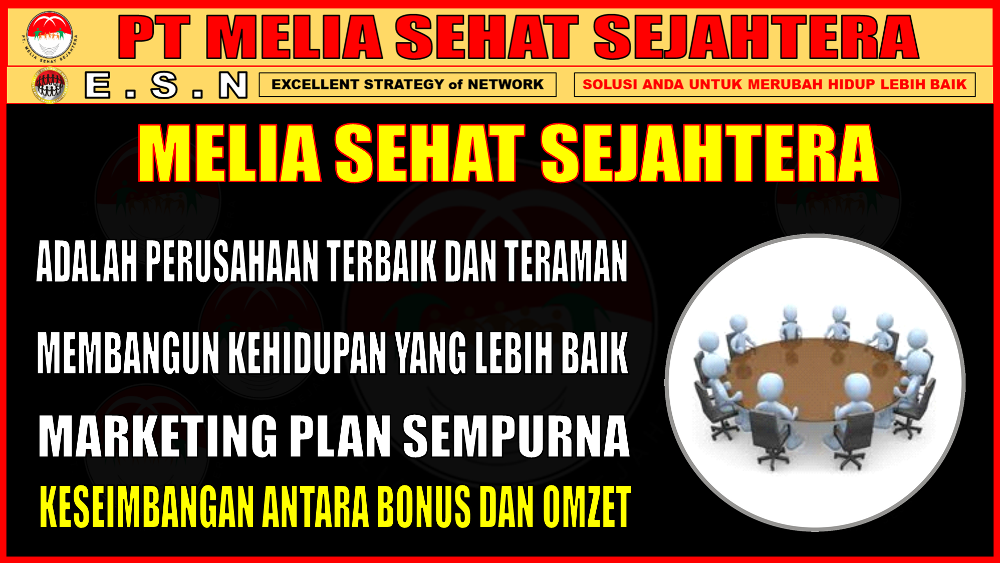 PT MELIA SEHAT SEJAHTERA
PT. MELIA SEHAT SEJAHTERA
E . S . N
EXCELLENT STRATEGY of NETWORK
SOLUSI ANDA UNTUK MERUBAH HIDUP LEBIH BAIK
MELIA SEHAT SEJAHTERA
ADALAH PERUSAHAAN TERBAIK DAN TERAMAN
MEMBANGUN KEHIDUPAN YANG LEBIH BAIK
MARKETING PLAN SEMPURNA
KESEIMBANGAN ANTARA BONUS DAN OMZET